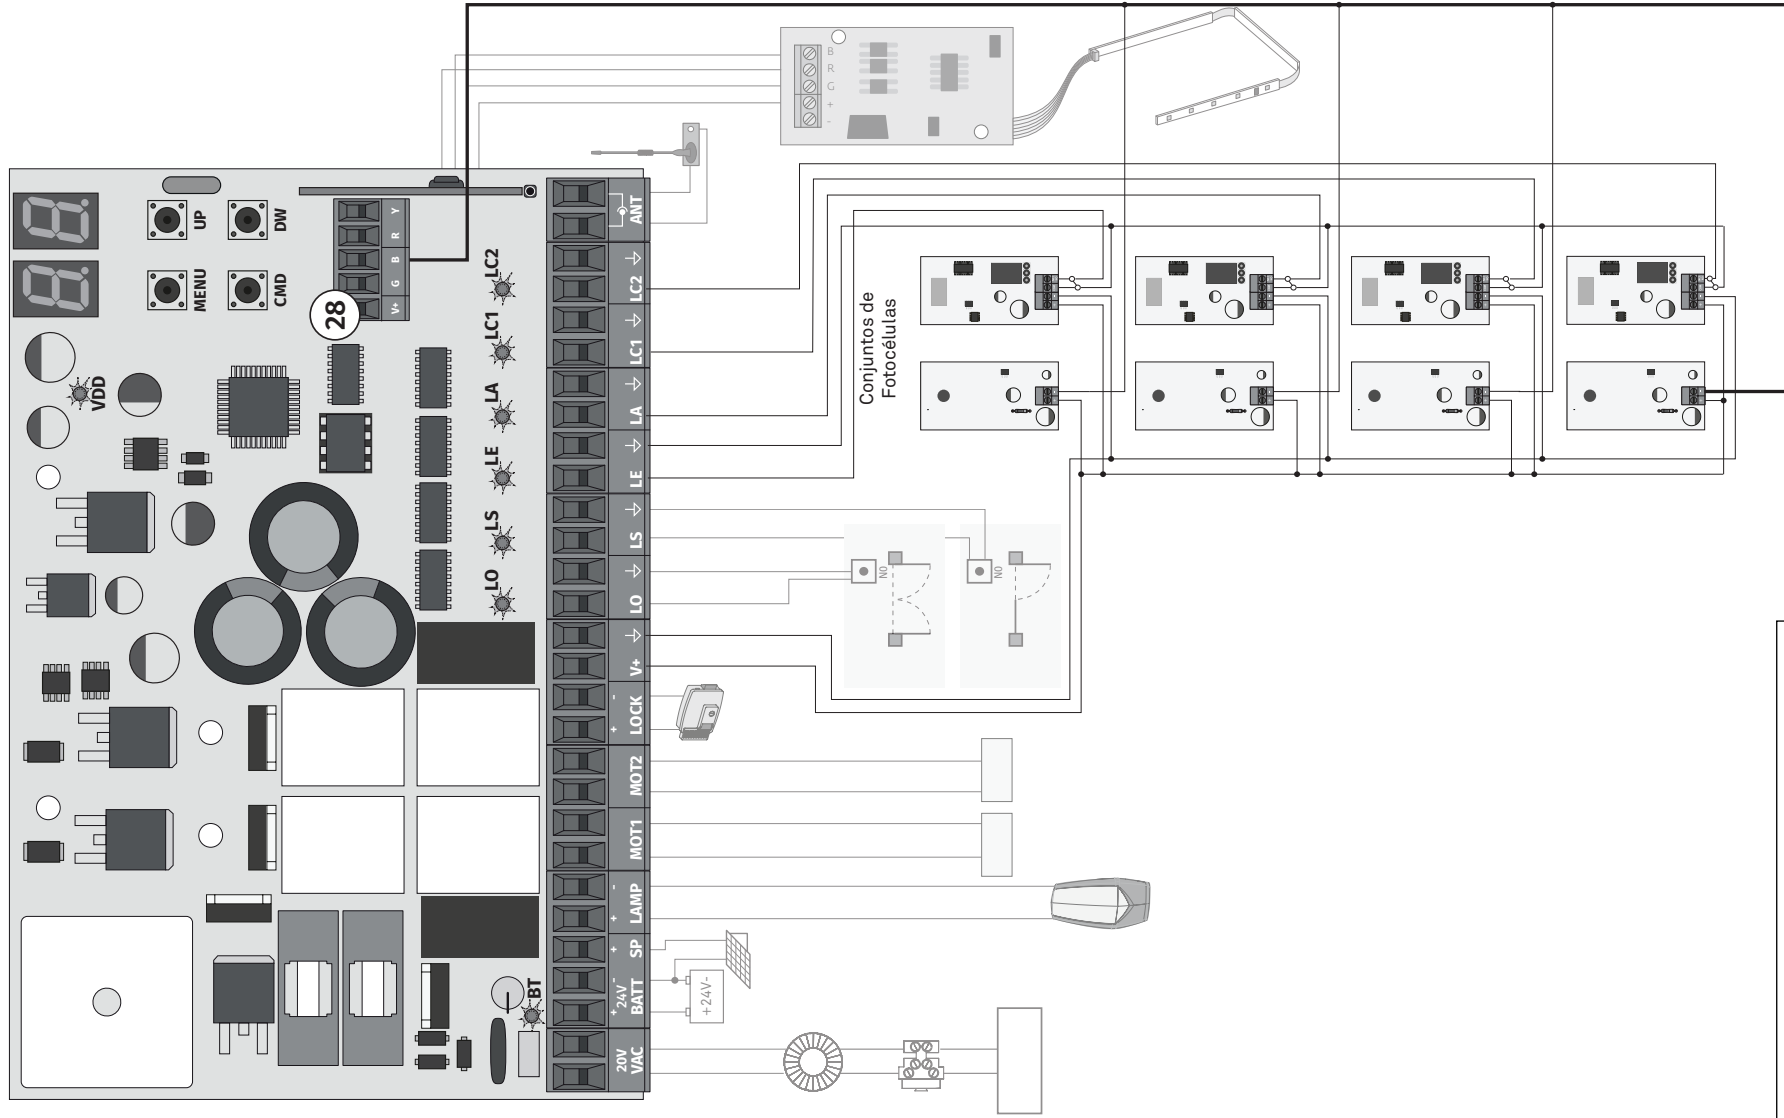 B
R
G
+
-
UP
DW
MENU
CMD
Y
R
B
G
V+
28
VDD
LC2
LC1
LA
LE
LS
LO
BT
ANT
LC2
LC1
LA
LE
LS
LO
V+
- LOCK +
MOT2
MOT1
- LAMP +
+ SP
- 24V + BATT
20V VAC
Conjuntos de
Fotocélulas
NO
NO
+24V-